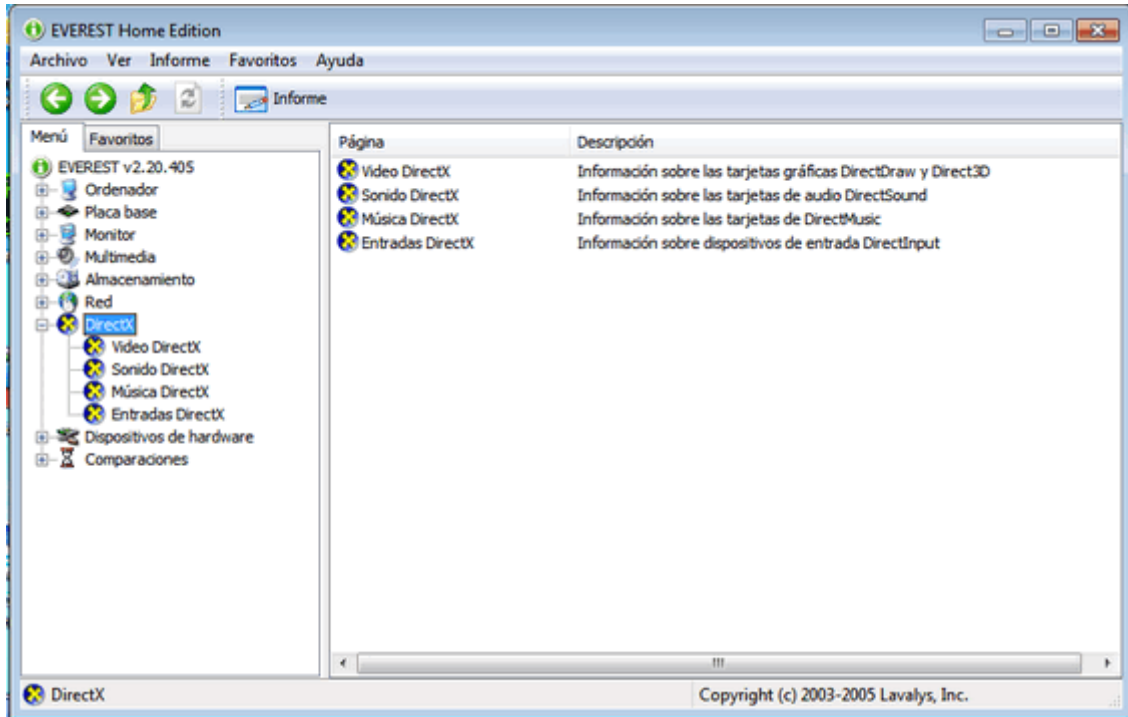 EVEREST Home Edition
Archivo Ver Informe Favoritos Ayuda
Informe
Menú Favoritos
EVEREST v2.20.405
Ordenador
Placa base
Monitor
Multimedia
Almacenamiento
Red
DirectX
Video DirectX
Sonido DirectX
Música DirectX
Entradas DirectX
Dispositivos de hardware
Comparaciones
Página Descripción
Video DirectX Información sobre las tarjetas gráficas DirectDraw y Direct3D
Sonido DirectX Información sobre las tarjetas de audio DirectSound
Música DirectX Información sobre las tarjetas de DirectMusic
Entradas DirectX Información sobre dispositivos de entrada DirectInput
DirectX Copyright (c) 2003-2005 Lavalys, Inc.